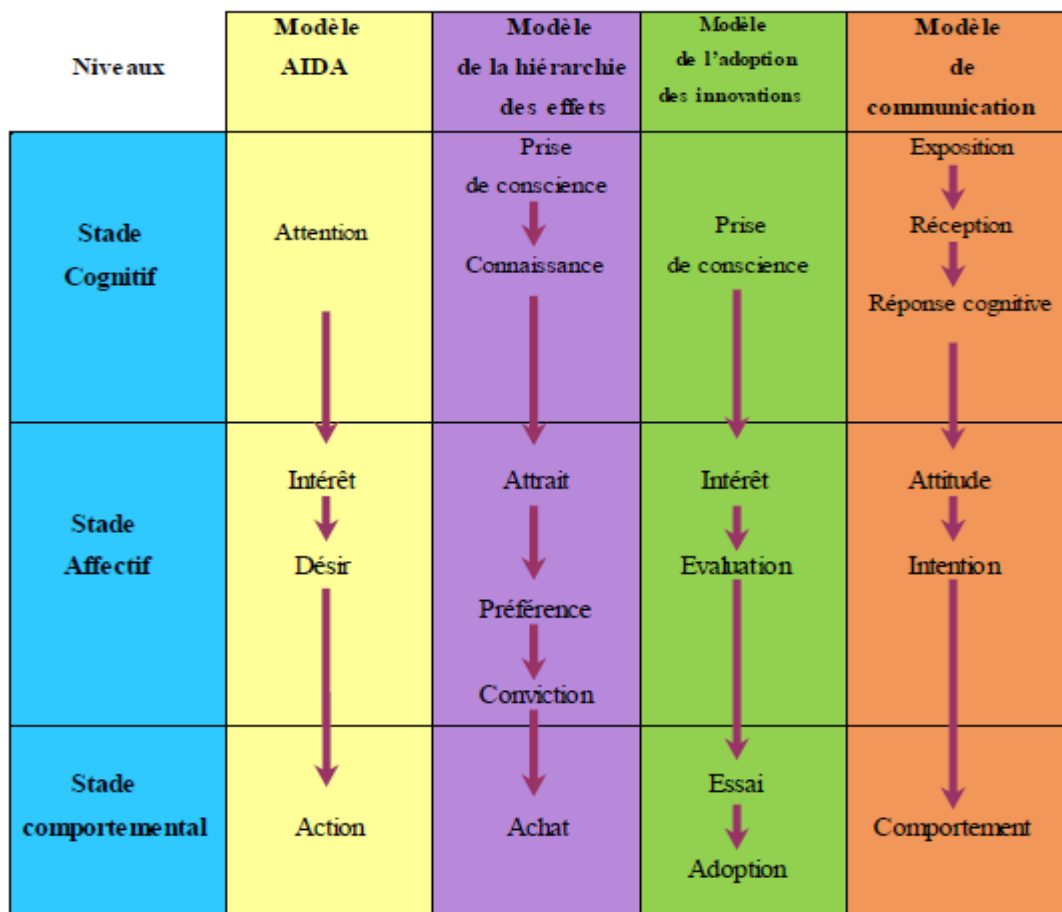 Niveaux
Modèle
AIDA
Modèle
de la hiérarchie
des effets
Modèle
de l'adoption
des innovations
Modèle
de
communication
Stade
Cognitif
Attention
Prise
de conscience
Connaissance
Prise
de conscience
Exposition
Réception
Réponse cognitive
Stade
Affectif
Intérêt
Désir
Attrait
Préférence
Conviction
Intérêt
Evaluation
Attitude
Intention
Stade
comportemental
Action
Achat
Essai
Adoption
Comportement